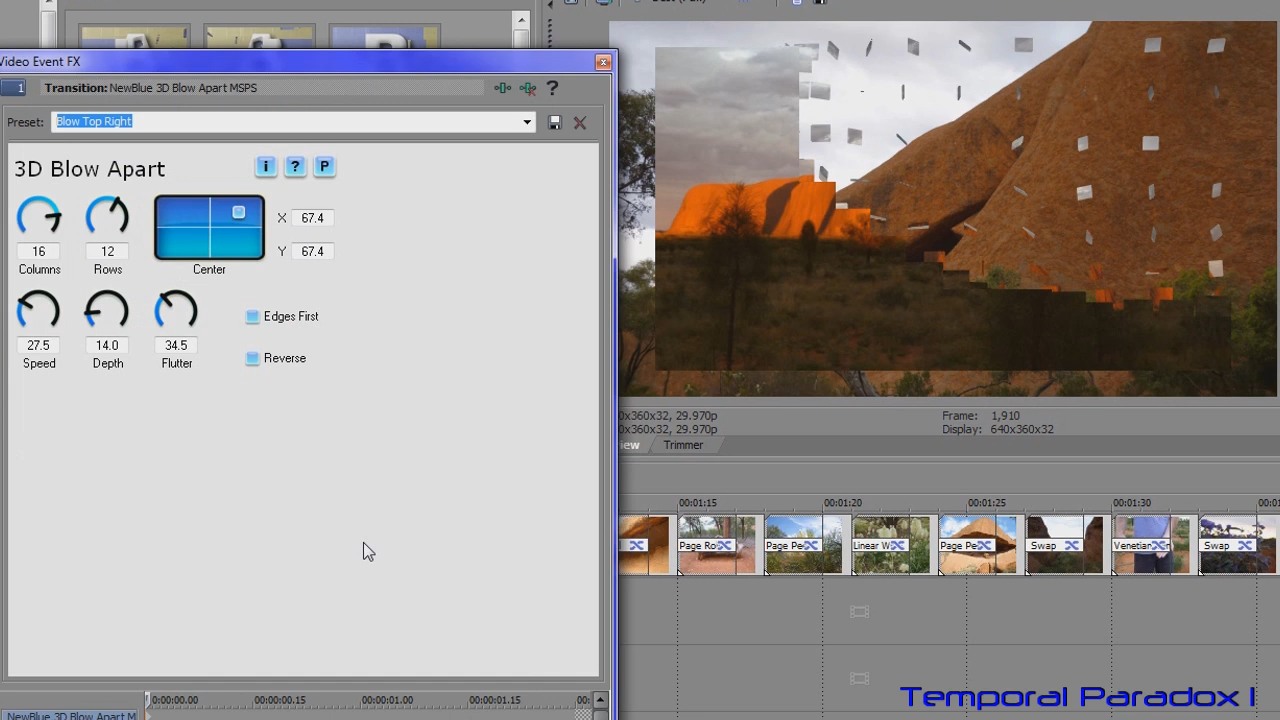 Video Event FX
1 Transition: NewBlue 3D Blow Apart MSPS ?
Preset: Blow Top Right
3D Blow Apart i ? P
X 67.4
Y 67.4
16 12
Columns Rows Center
27.5 14.0 34.5
Speed Depth Flutter
Edges First
Reverse
0x360x32, 29.970p Frame: 1,910
0x360x32, 29.970p Display: 640x360x32
Trimmer
00:01:15 00:01:20 00:01:25 00:01:30
Page Ro Page Pe Linear W Page Pe Swap Venetian Swap
0:00:00.00 00:00:00.15 00:00:01.00 00:00:01.15 00:
NewBlue 3D Blow Apart M
Temporal Paradox I